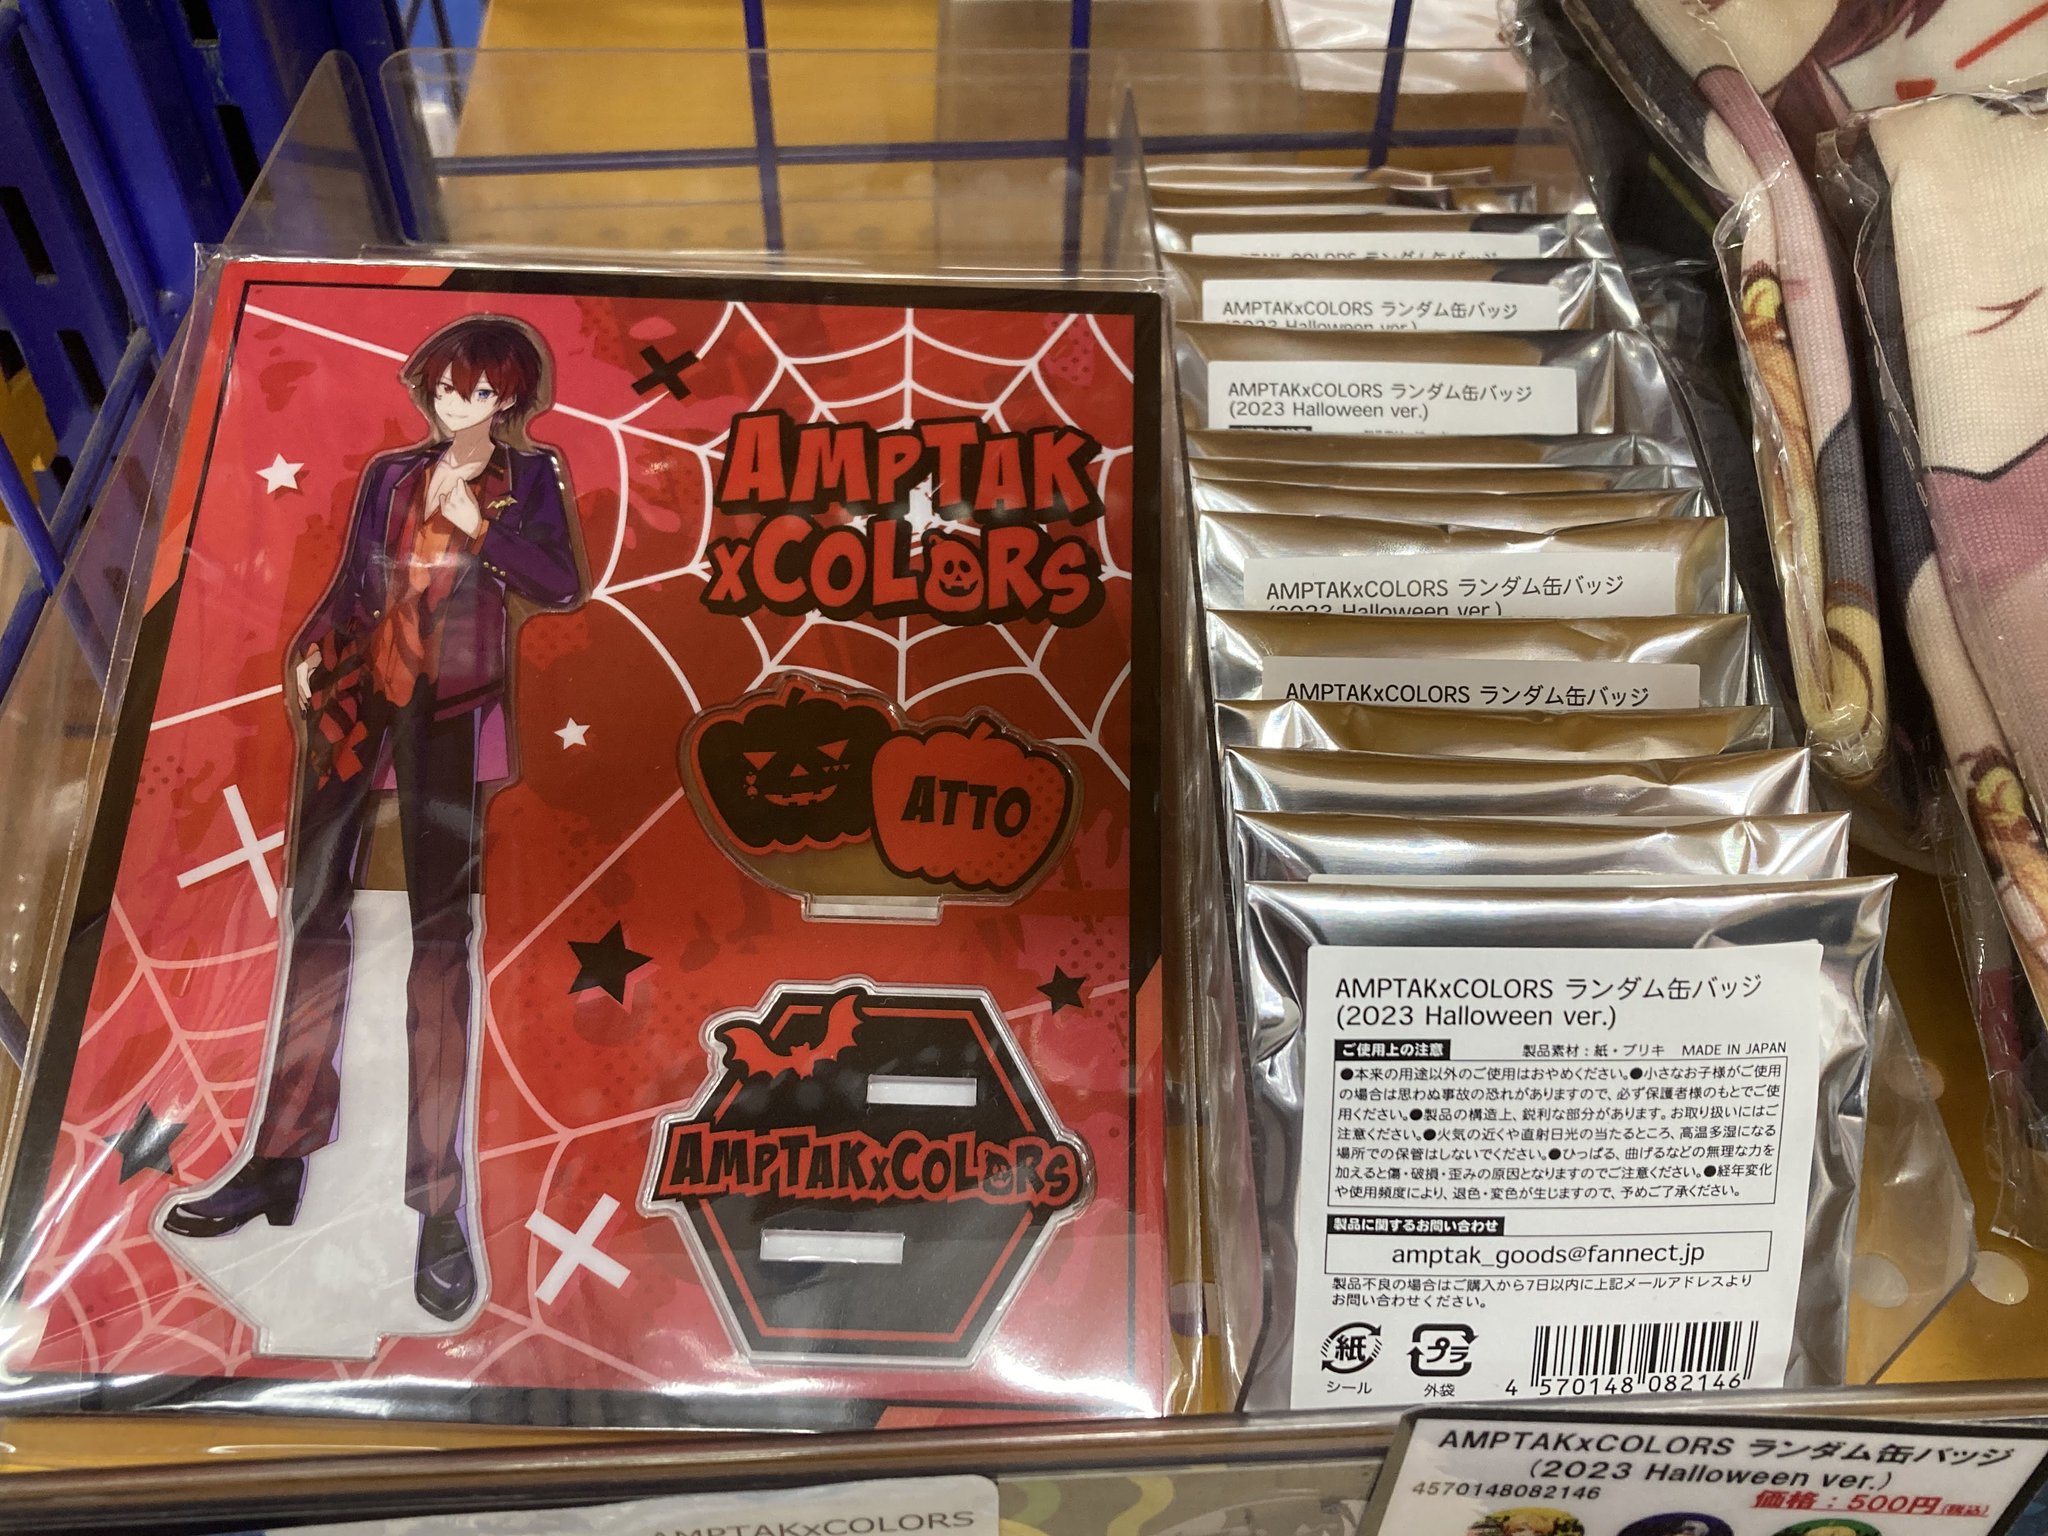 AMPTAK
xCOLORS
ATTO
AMPTAKxCOLORS
AMPTAKxCOLORS ランダム缶バッジ
AMPTAKxCOLORS ランダム缶バッジ
(2023 Halloween ver.)
AMPTAKxCOLORS ランダム缶バッジ
(2023 Halloween ver.)
AMPTAKxCOLORS ランダム缶バッジ
(2023 Halloween ver.)
AMPTAKxCOLORS ランダム缶バッジ
AMPTAKxCOLORS ランダム缶バッジ
(2023 Halloween ver.)
ご使用上の注意 製品素材：紙・ブリキ MADE IN JAPAN
●本来の用途以外のご使用はおやめください。●小さなお子様がご使用
の場合は思わぬ事故の恐れがありますので、必ず保護者様のもとでご使
用ください。●製品の構造上、鋭利な部分があります。お取り扱いにはご
注意ください。●火気の近くや直射日光の当たるところ、高温多湿になる
場所での保管はしないでください。●ひっぱる、曲げるなどの無理な力を
加えると傷・破損・歪みの原因となりますのでご注意ください。●経年変化
や使用頻度により、退色・変色が生じますので、予めご了承ください。
製品に関するお問い合わせ
amptak_goods@fannect.jp
製品不良の場合はご購入から7日以内に上記メールアドレスより
お問い合わせください。
紙 プラ
シール 外袋
4 570148 082146
AMPTAKxCOLORS
AMPTAKxCOLORS ランダム缶バッジ
(2023 Halloween ver.)
4570148082146
価格：500円(税込)